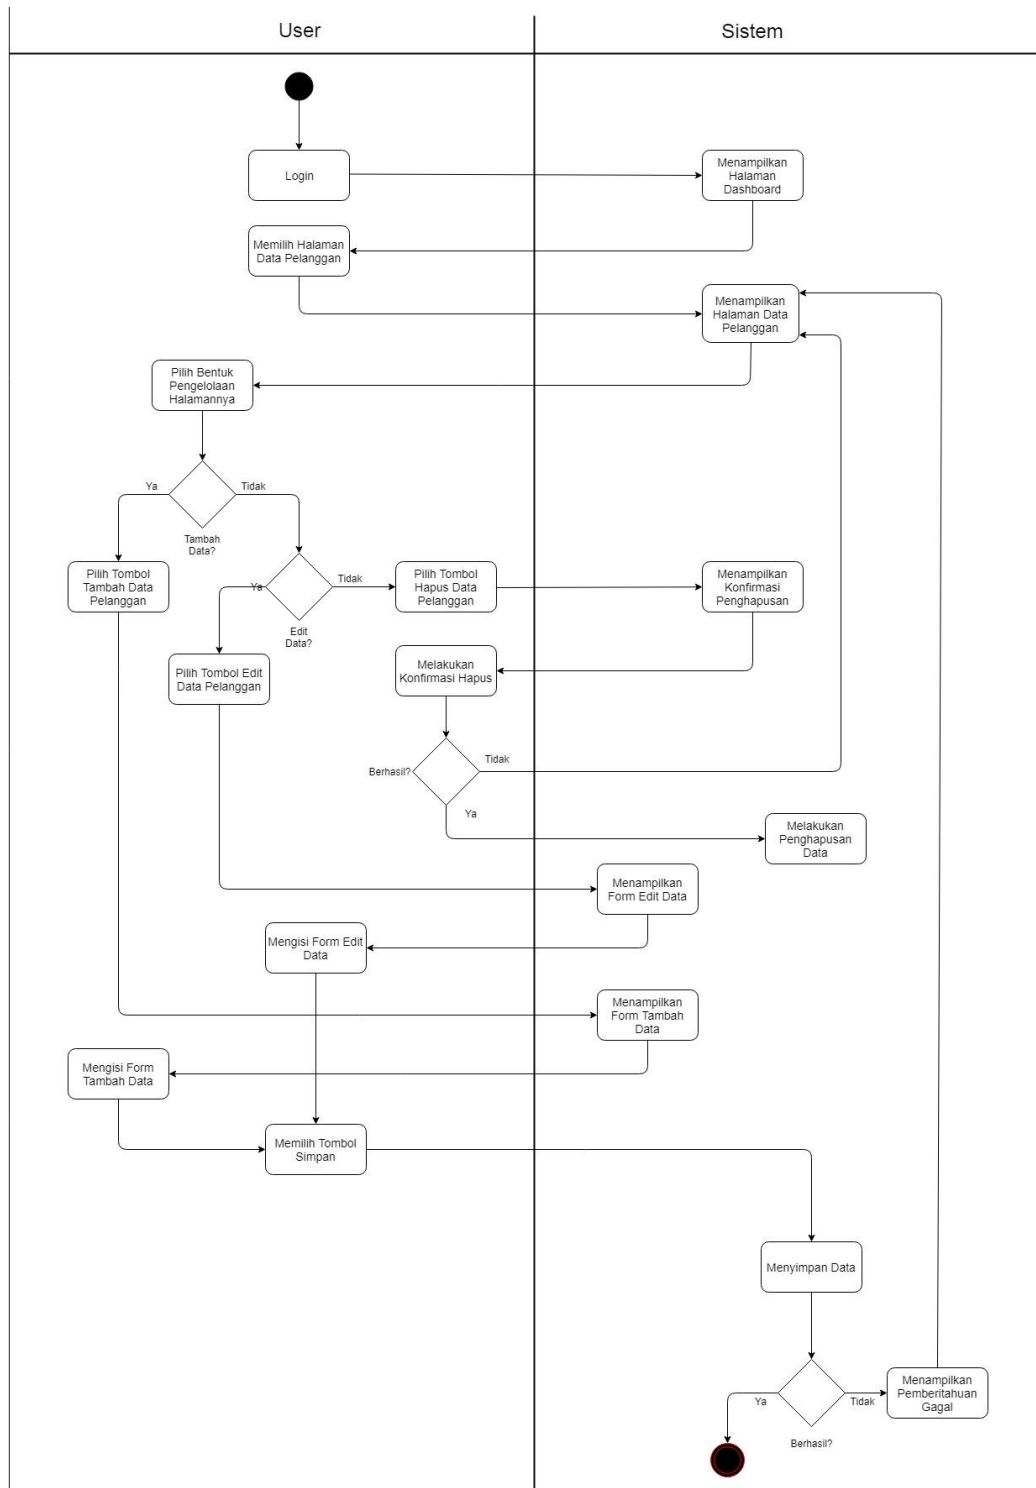 User
Sistem
Login
Menampilkan
Halaman
Dashboard
Memilih Halaman
Data Pelanggan
Menampilkan
Halaman Data
Pelanggan
Pilih Bentuk
Pengelolaan
Halamannya
Ya
Tidak
Tambah
Data?
Pilih Tombol
Tambah Data
Pelanggan
Ya
Tidak
Edit
Data?
Pilih Tombol
Hapus Data
Pelanggan
Menampilkan
Konfirmasi
Penghapusan
Pilih Tombol Edit
Data Pelanggan
Melakukan
Konfirmasi Hapus
Berhasil?
Tidak
Ya
Melakukan
Penghapusan
Data
Menampilkan
Form Edit Data
Mengisi Form Edit
Data
Menampilkan
Form Tambah
Data
Mengisi Form
Tambah Data
Memilih Tombol
Simpan
Menyimpan Data
Ya
Tidak
Berhasil?
Menampilkan
Pemberitahuan
Gagal